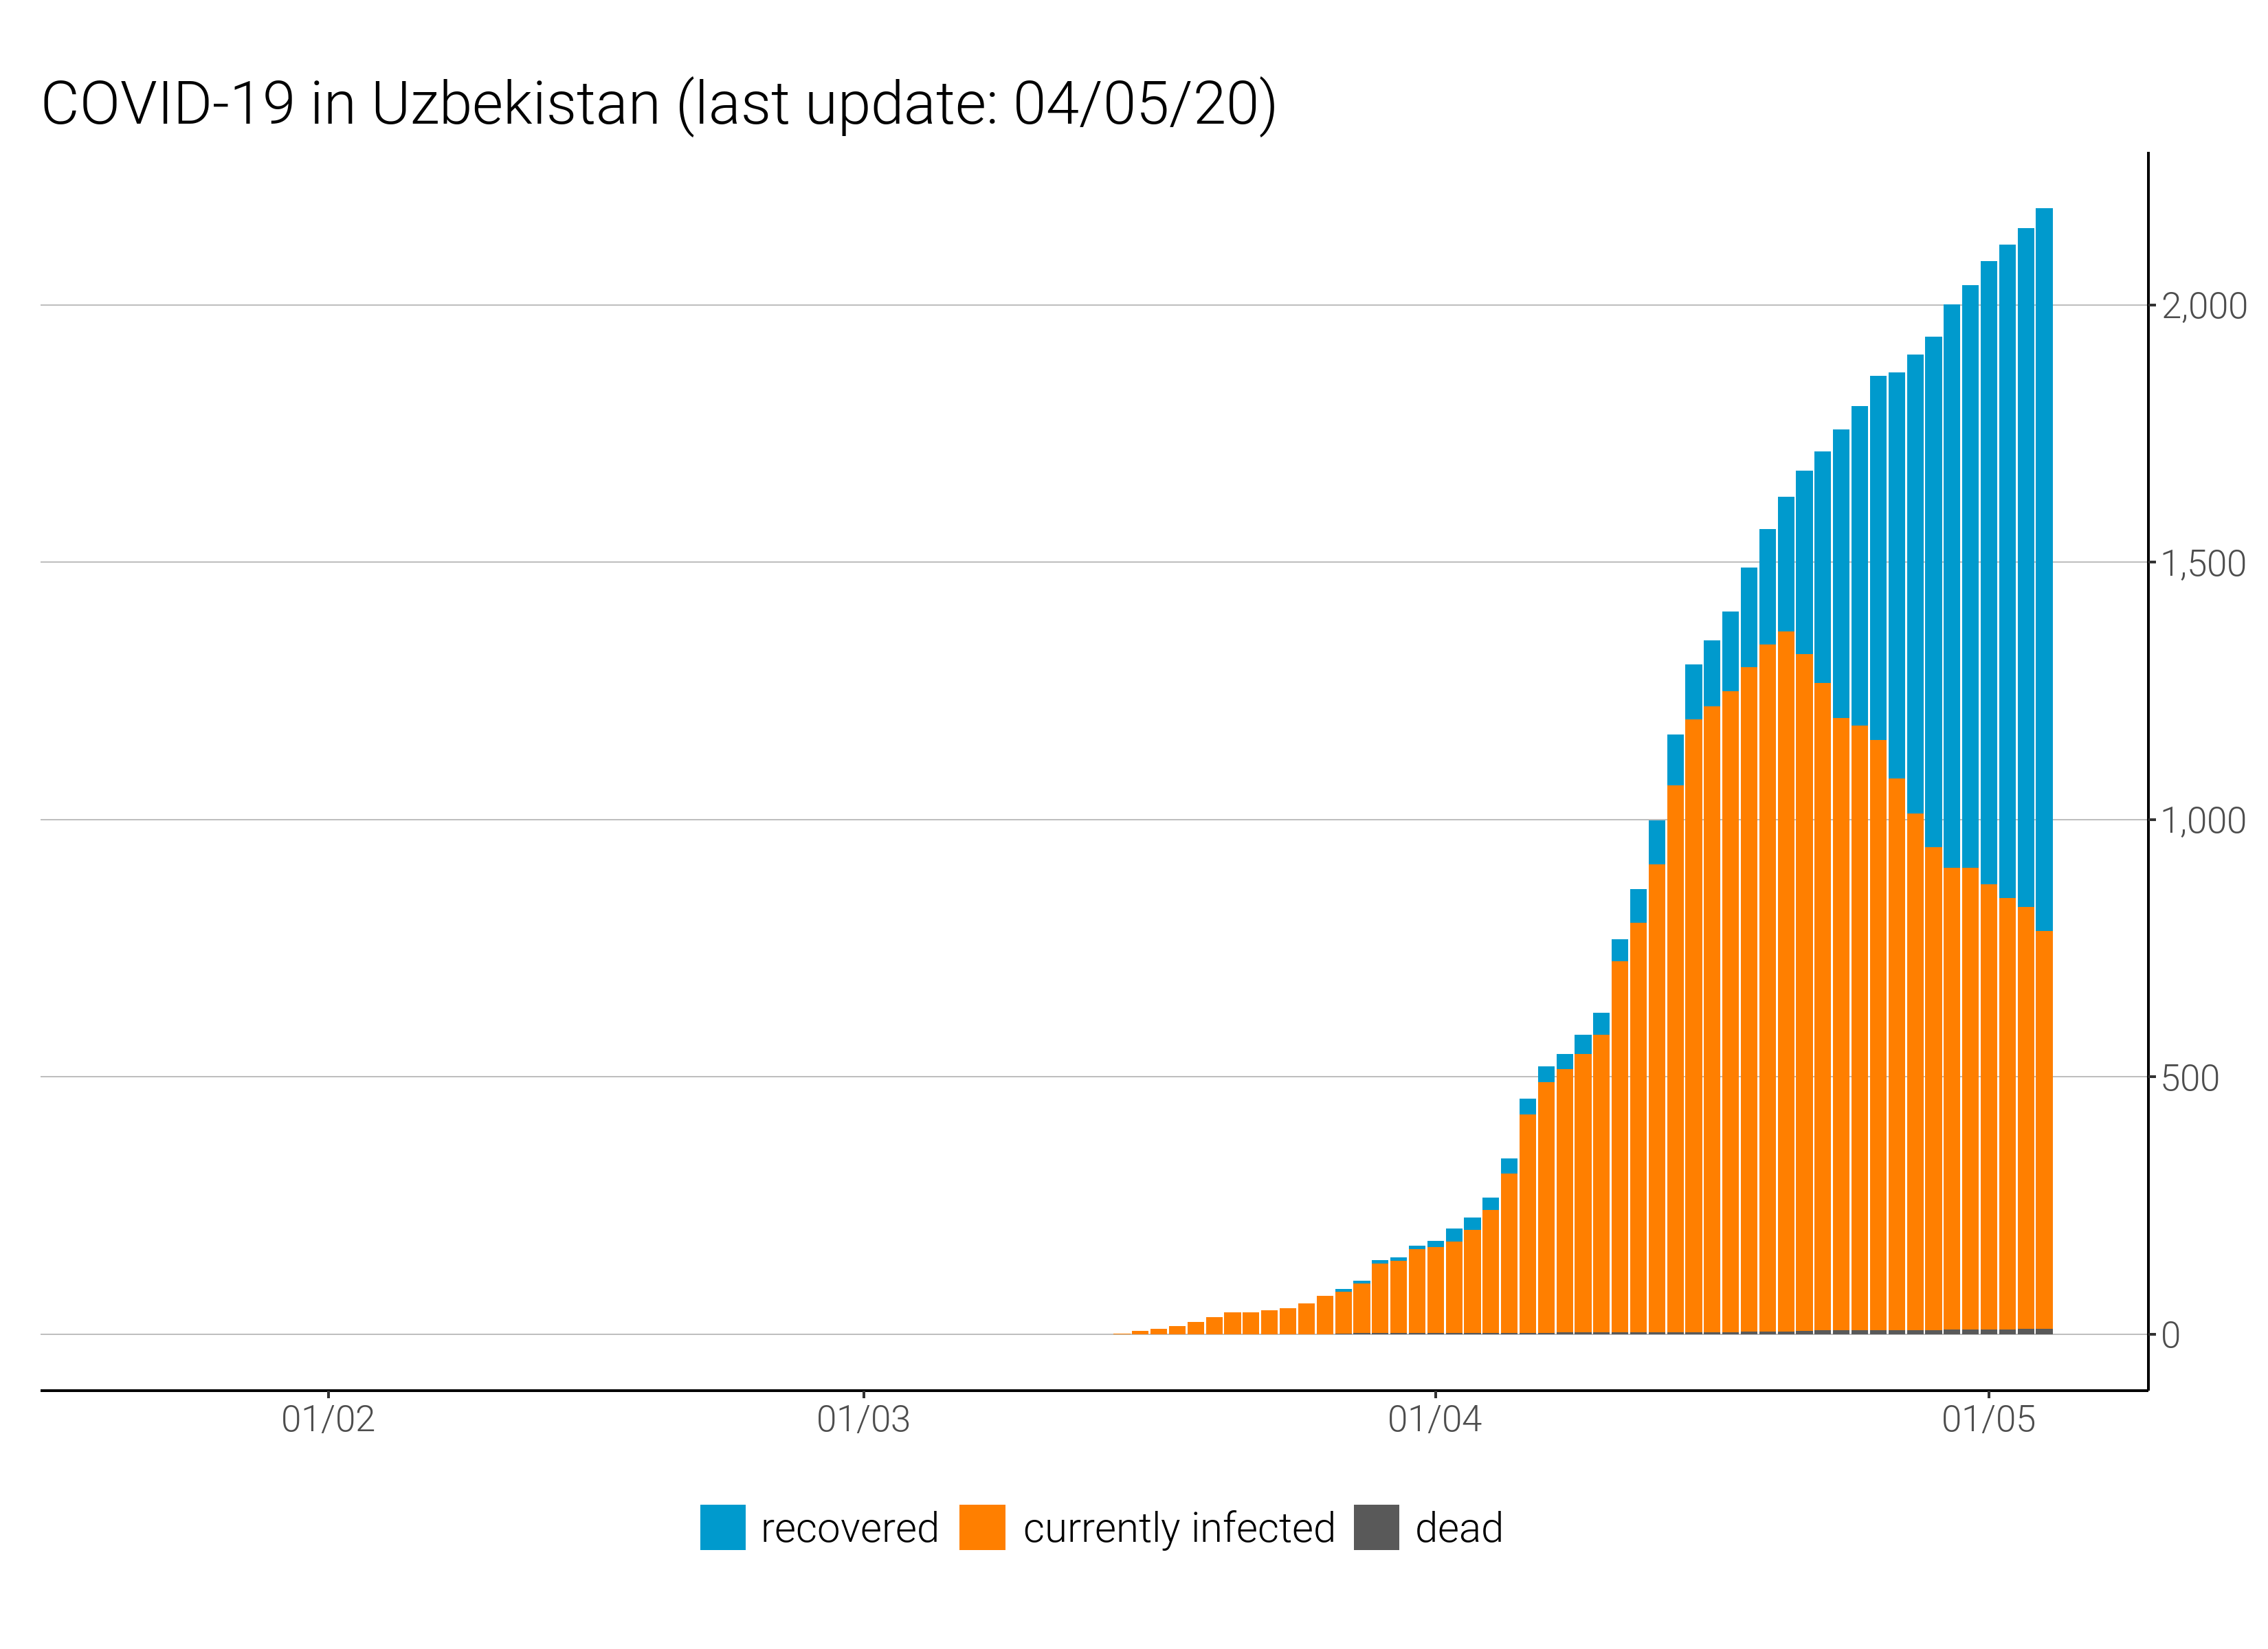 COVID-19 in Uzbekistan (last update: 04/05/20)
2,000
1,500
1,000
500
0
01/02 01/03 01/04 01/05
recovered currently infected dead